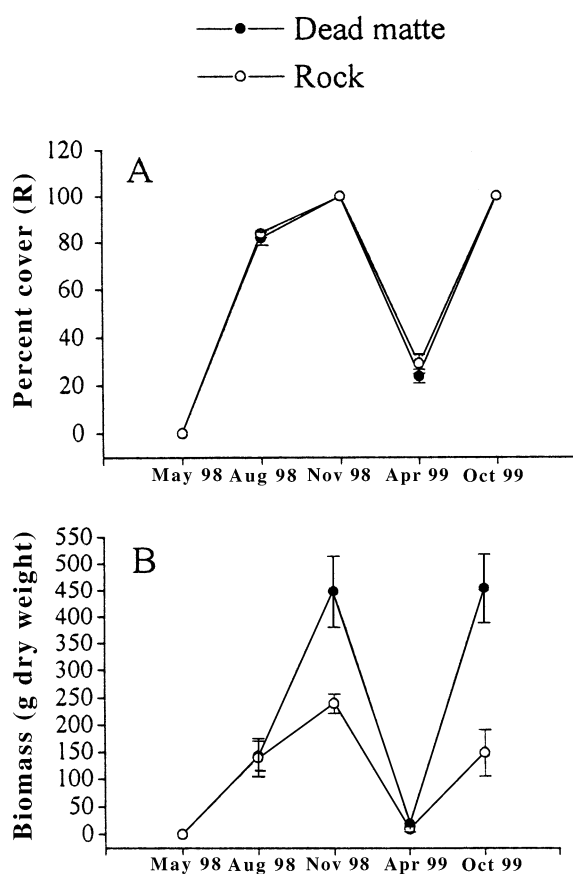 Dead matte
Rock
A
Percent cover (R)
120
100
80
60
40
20
0
May 98 Aug 98 Nov 98 Apr 99 Oct 99
B
Biomass (g dry weight)
550
500
450
400
350
300
250
200
150
100
50
0
May 98 Aug 98 Nov 98 Apr 99 Oct 99